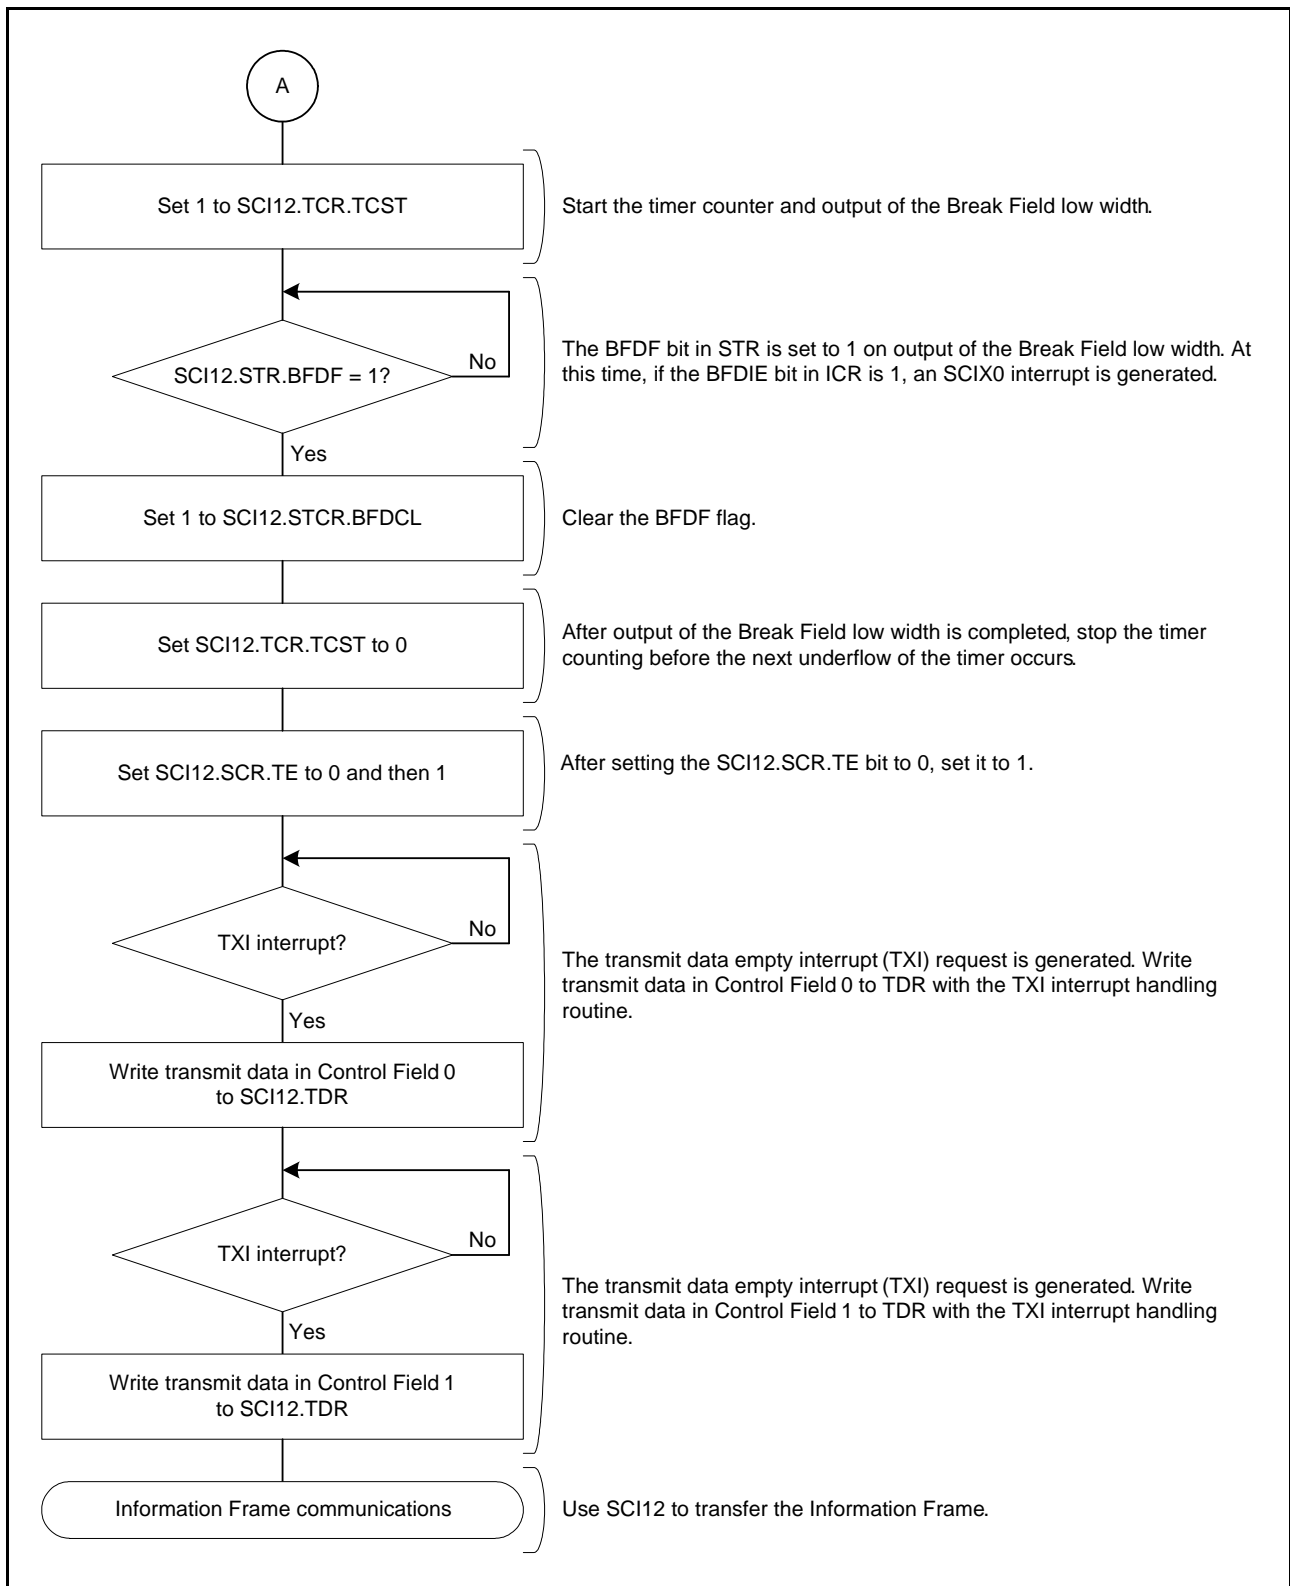 A
Set 1 to SCI12.TCR.TCST
Start the timer counter and output of the Break Field low width.
SCI12.STR.BFDF = 1?
No
The BFDF bit in STR is set to 1 on output of the Break Field low width. At
this time, if the BFDIE bit in ICR is 1, an SCIX0 interrupt is generated.
Yes
Set 1 to SCI12.STCR.BFDCL
Clear the BFDF flag.
Set SCI12.TCR.TCST to 0
After output of the Break Field low width is completed, stop the timer
counting before the next underflow of the timer occurs.
Set SCI12.SCR.TE to 0 and then 1
After setting the SCI12.SCR.TE bit to 0, set it to 1.
TXI interrupt?
No
The transmit data empty interrupt (TXI) request is generated. Write
transmit data in Control Field 0 to TDR with the TXI interrupt handling
routine.
Yes
Write transmit data in Control Field 0
to SCI12.TDR
TXI interrupt?
No
The transmit data empty interrupt (TXI) request is generated. Write
transmit data in Control Field 1 to TDR with the TXI interrupt handling
routine.
Yes
Write transmit data in Control Field 1
to SCI12.TDR
Information Frame communications
Use SCI12 to transfer the Information Frame.